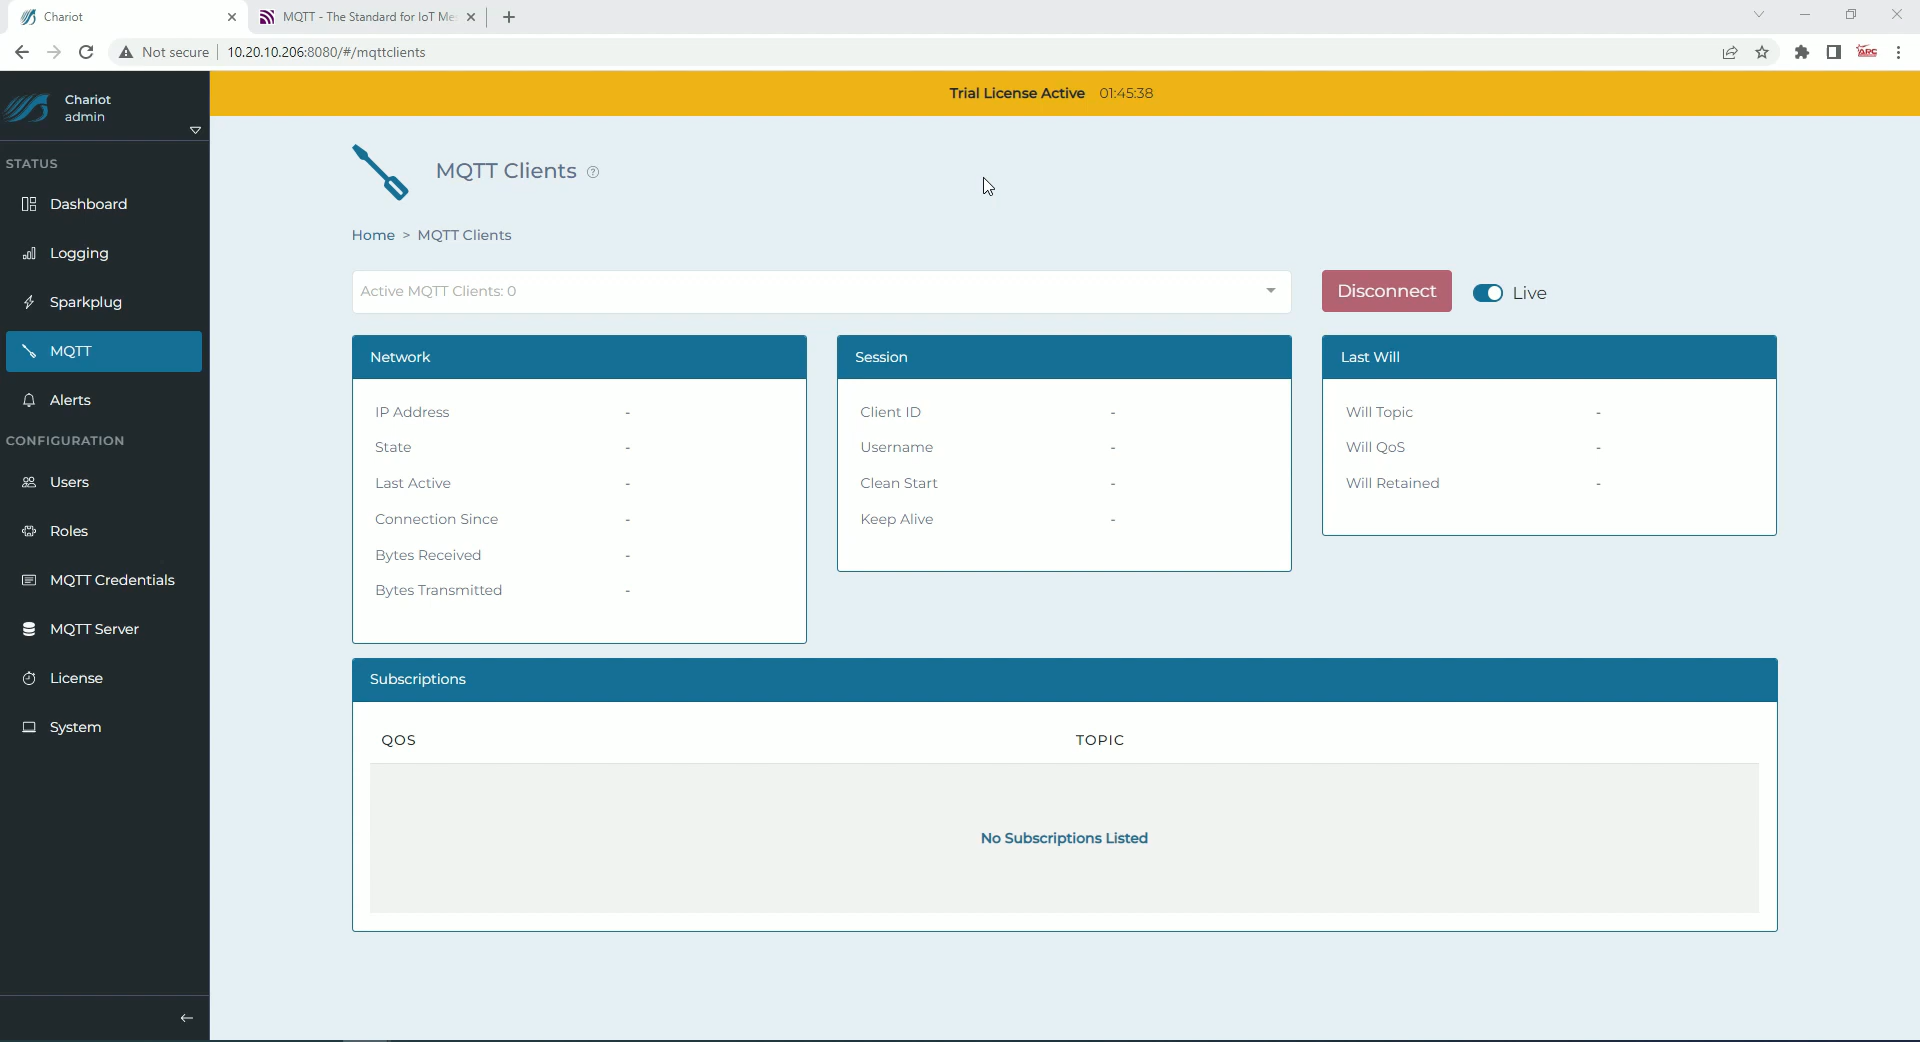 Chariot
MQTT - The Standard for IoT Me
Not secure
10.20.10.206:8080/#/mqttclients
ARC
Chariot
admin
Trial License Active 01:45:38
STATUS
Dashboard
Logging
Sparkplug
MQTT
Alerts
CONFIGURATION
Users
Roles
MQTT Credentials
MQTT Server
License
System
MQTT Clients ?
Home > MQTT Clients
Active MQTT Clients: 0
Disconnect
Live
Network
IP Address -
State -
Last Active -
Connection Since -
Bytes Received -
Bytes Transmitted -
Session
Client ID -
Username -
Clean Start -
Keep Alive -
Last Will
Will Topic -
Will QoS -
Will Retained -
Subscriptions
QOS TOPIC
No Subscriptions Listed